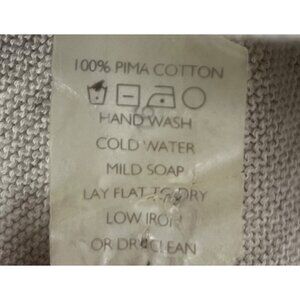 100% PIMA COTTON
HAND WASH
COLD WATER
MILD SOAP
LAY FLAT TO DRY
LOW IRON
OR DRY CLEAN